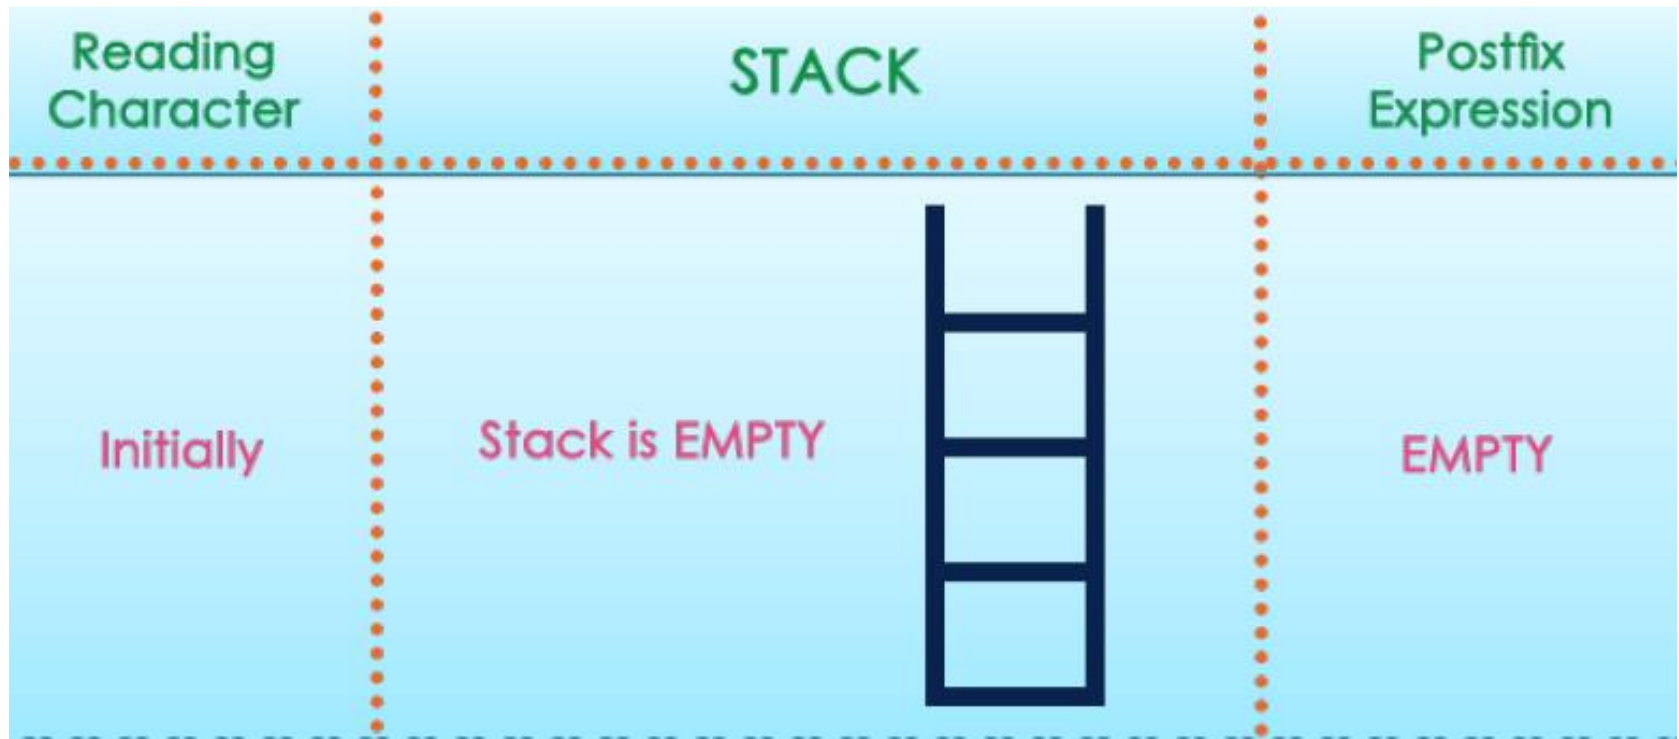 Reading
Character
STACK
Postfix
Expression
Initially
Stack is EMPTY
EMPTY